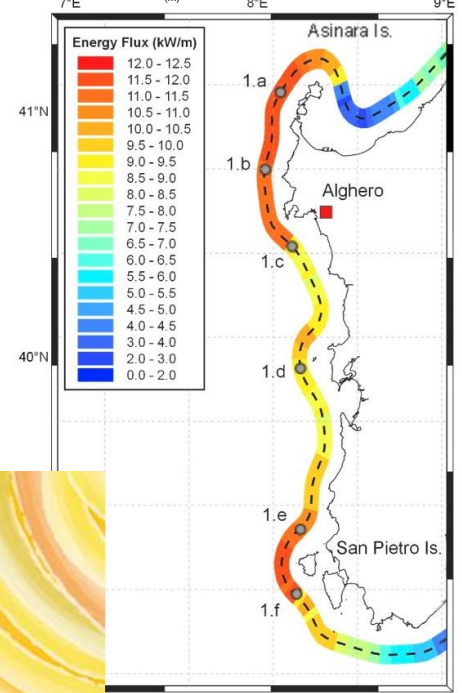 7°E
(m)
8°E
9°E
Asinara Is.
Energy Flux (kW/m)
12.0 - 12.5
11.5 - 12.0
11.0 - 11.5
10.5 - 11.0
10.0 - 10.5
9.5 - 10.0
9.0 - 9.5
8.5 - 9.0
8.0 - 8.5
7.5 - 8.0
7.0 - 7.5
6.5 - 7.0
6.0 - 6.5
5.5 - 6.0
5.0 - 5.5
4.5 - 5.0
4.0 - 4.5
3.0 - 4.0
2.0 - 3.0
0.0 - 2.0
1.a
41°N
1.b
Alghero
1.c
40°N
1.d
1.e
San Pietro Is.
1.f